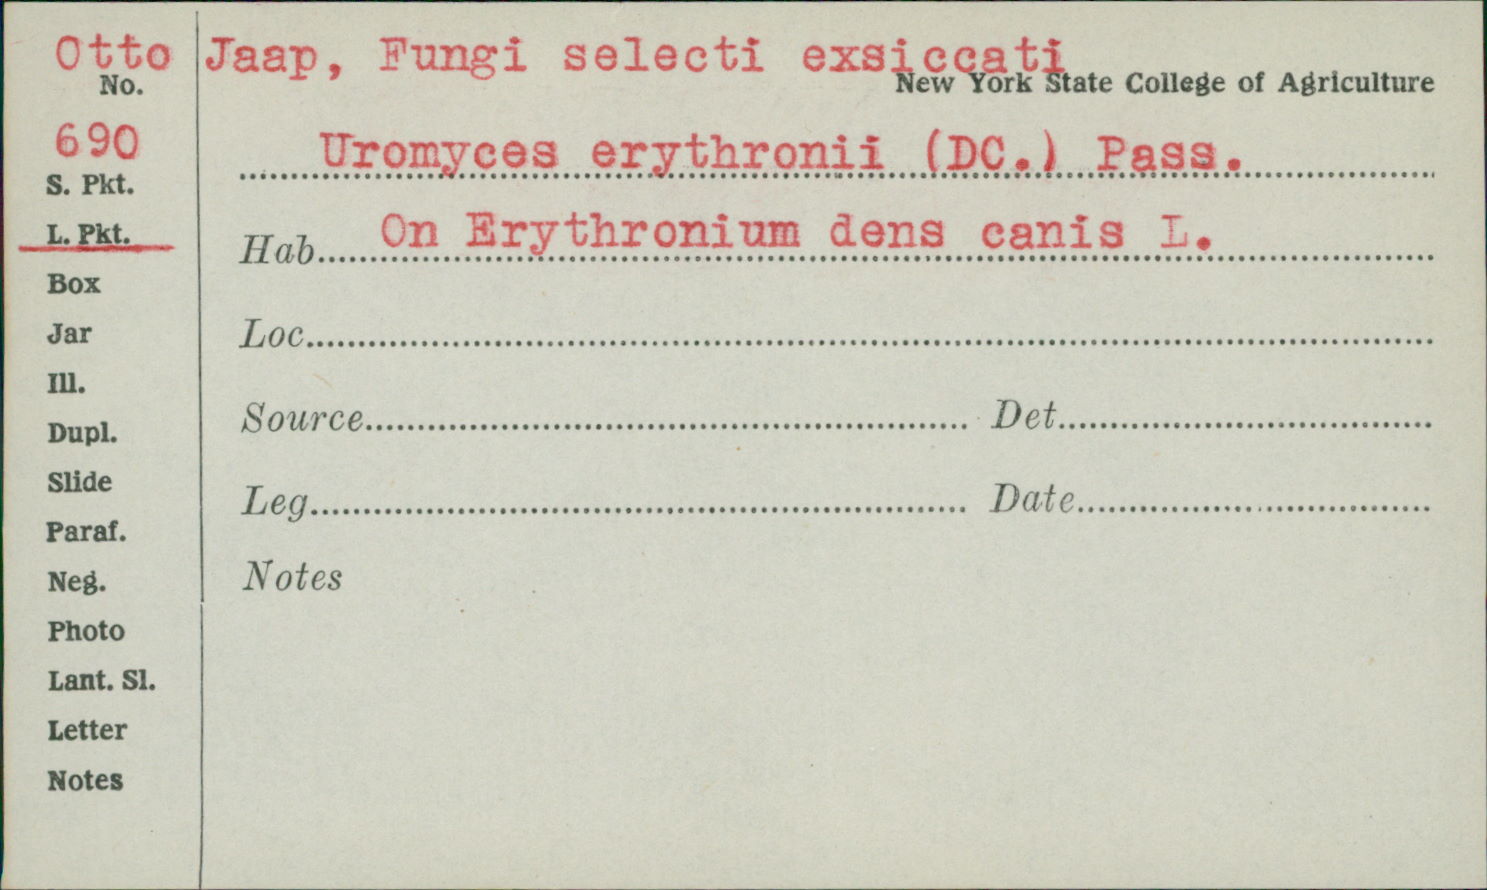 Otto Jaap, Fungi selecti exsiccati
No.
New York State College of Agriculture
690
Uromyces erythronii (DC.) Pass.
S. Pkt.
L. Pkt.
Hab. On Erythronium dens canis L.
Box
Jar
Loc.
Ill.
Dupl.
Source
Det.
Slide
Leg.
Date
Paraf.
Neg.
Notes
Photo
Lant. Sl.
Letter
Notes